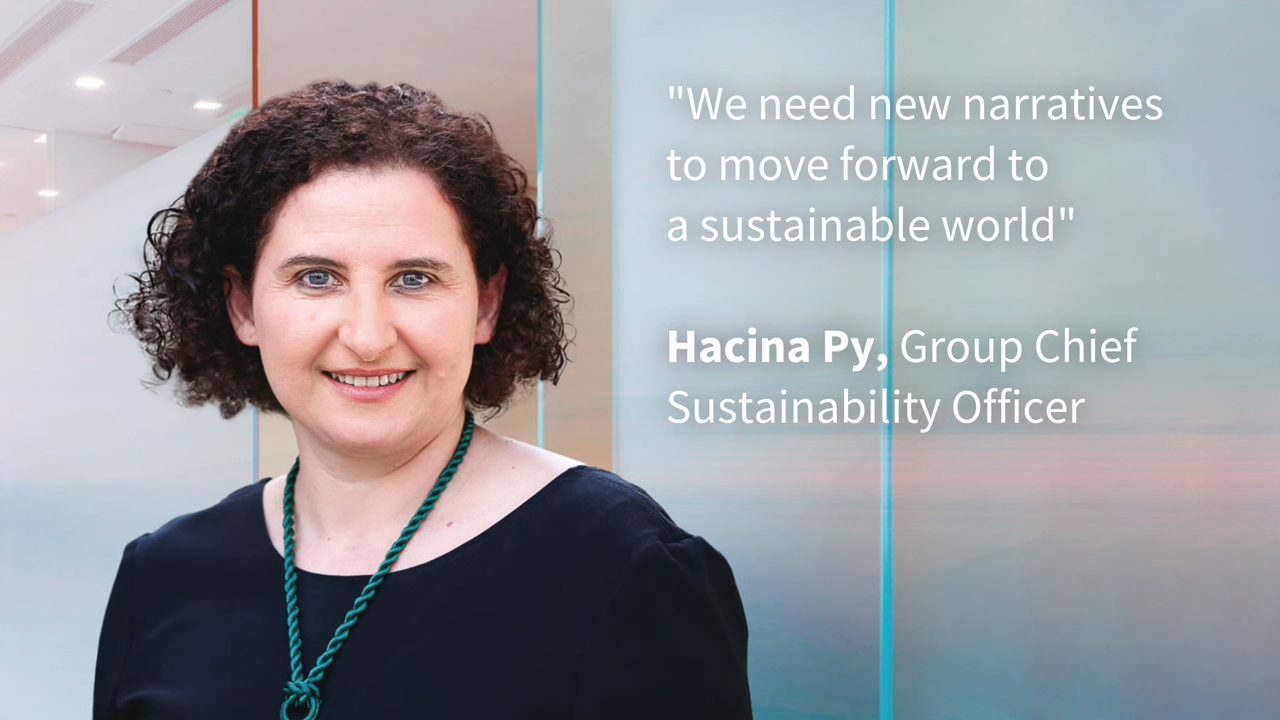 "We need new narratives
to move forward to
a sustainable world"
Hacina Py, Group Chief
Sustainability Officer